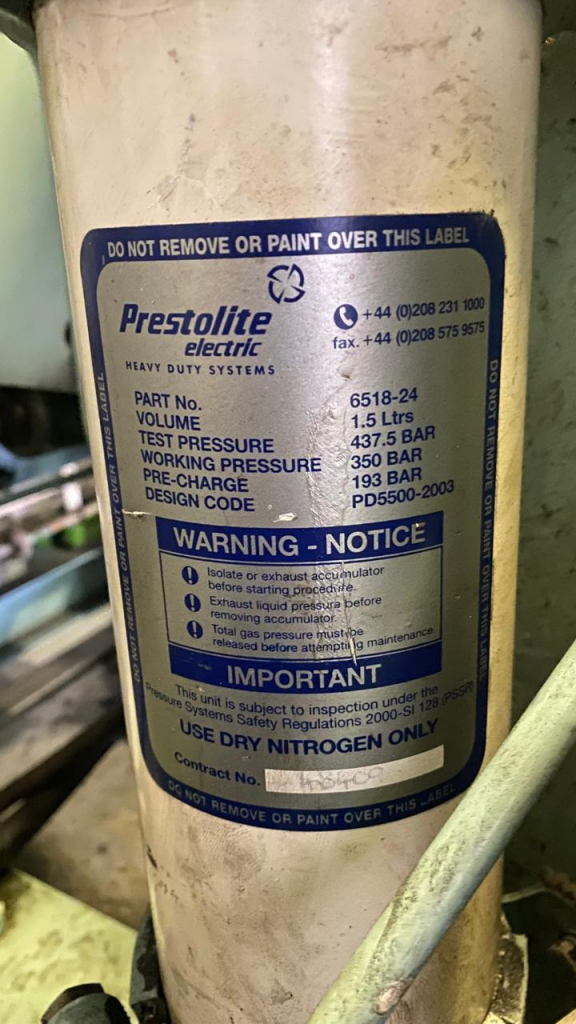 DO NOT REMOVE OR PAINT OVER THIS LABEL
Prestolite
electric
HEAVY DUTY SYSTEMS
+44 (0)208 231 1000
fax. +44 (0)208 575 9575
PART No. 6518-24
VOLUME 1.5 Ltrs
TEST PRESSURE 437.5 BAR
WORKING PRESSURE 350 BAR
PRE-CHARGE 193 BAR
DESIGN CODE PD5500-2003
WARNING - NOTICE
Isolate or exhaust accumulator
before starting procedure.
Exhaust liquid pressure before
removing accumulator.
Total gas pressure must be
released before attempting maintenance.
IMPORTANT
This unit is subject to inspection under the
Pressure Systems Safety Regulations 2000-SI 128 (PSSR)
USE DRY NITROGEN ONLY
Contract No.
DO NOT REMOVE OR PAINT OVER THIS LABEL
DO NOT REMOVE OR PAINT OVER THIS LABEL
DO NOT REMOVE OR PAINT OVER THIS LABEL